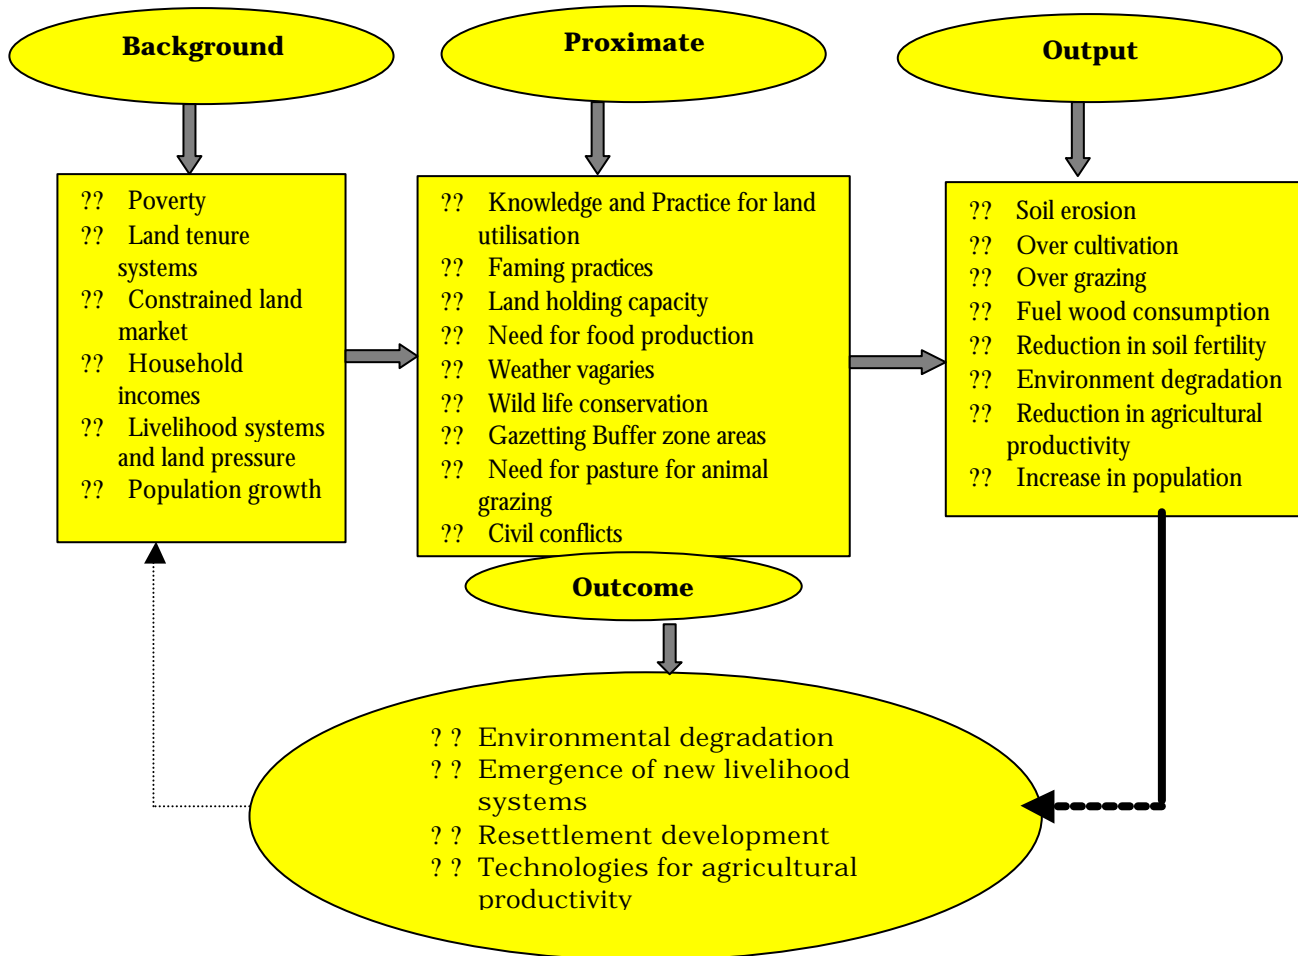 Background
Proximate
Output
?? Poverty
?? Land tenure
systems
?? Constrained land
market
?? Household
incomes
?? Livelihood systems
and land pressure
?? Population growth
?? Knowledge and Practice for land
utilisation
?? Faming practices
?? Land holding capacity
?? Need for food production
?? Weather vagaries
?? Wild life conservation
?? Gazetting Buffer zone areas
?? Need for pasture for animal
grazing
?? Civil conflicts
?? Soil erosion
?? Over cultivation
?? Over grazing
?? Fuel wood consumption
?? Reduction in soil fertility
?? Environment degradation
?? Reduction in agricultural
productivity
?? Increase in population
Outcome
? ? Environmental degradation
? ? Emergence of new livelihood
systems
? ? Resettlement development
? ? Technologies for agricultural
productivity